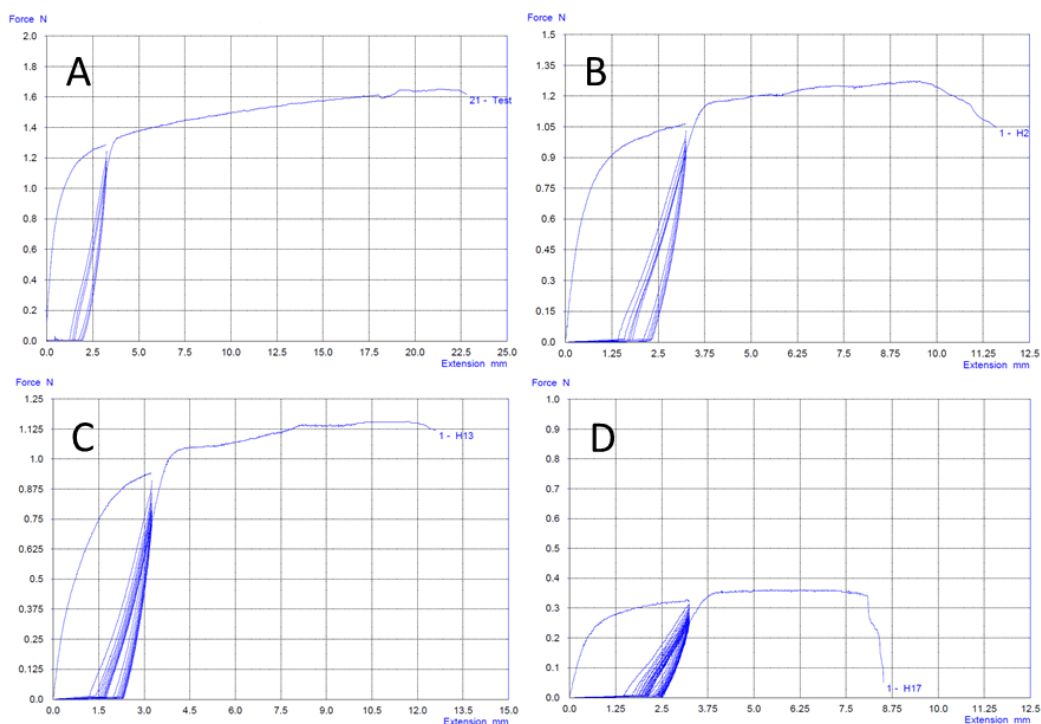 Force N
2.0
1.8
1.6
1.4
1.2
1.0
0.8
0.6
0.4
0.2
0.0
A
21 - Test
0.0 2.5 5.0 7.5 10.0 12.5 15.0 17.5 20.0 22.5 25.0
Extension mm
Force N
1.5
1.35
1.2
1.05
0.9
0.75
0.6
0.45
0.3
0.15
0.0
B
1 - H2
0.0 1.25 2.5 3.75 5.0 6.25 7.5 8.75 10.0 11.25 12.5
Extension mm
Force N
1.25
1.125
1.0
0.875
0.75
0.625
0.5
0.375
0.25
0.125
0.0
C
1 - H13
0.0 1.5 3.0 4.5 6.0 7.5 9.0 10.5 12.0 13.5 15.0
Extension mm
Force N
1.0
0.9
0.8
0.7
0.6
0.5
0.4
0.3
0.2
0.1
0.0
D
1 - H17
0.0 1.25 2.5 3.75 5.0 6.25 7.5 8.75 10.0 11.25 12.5
Extension mm